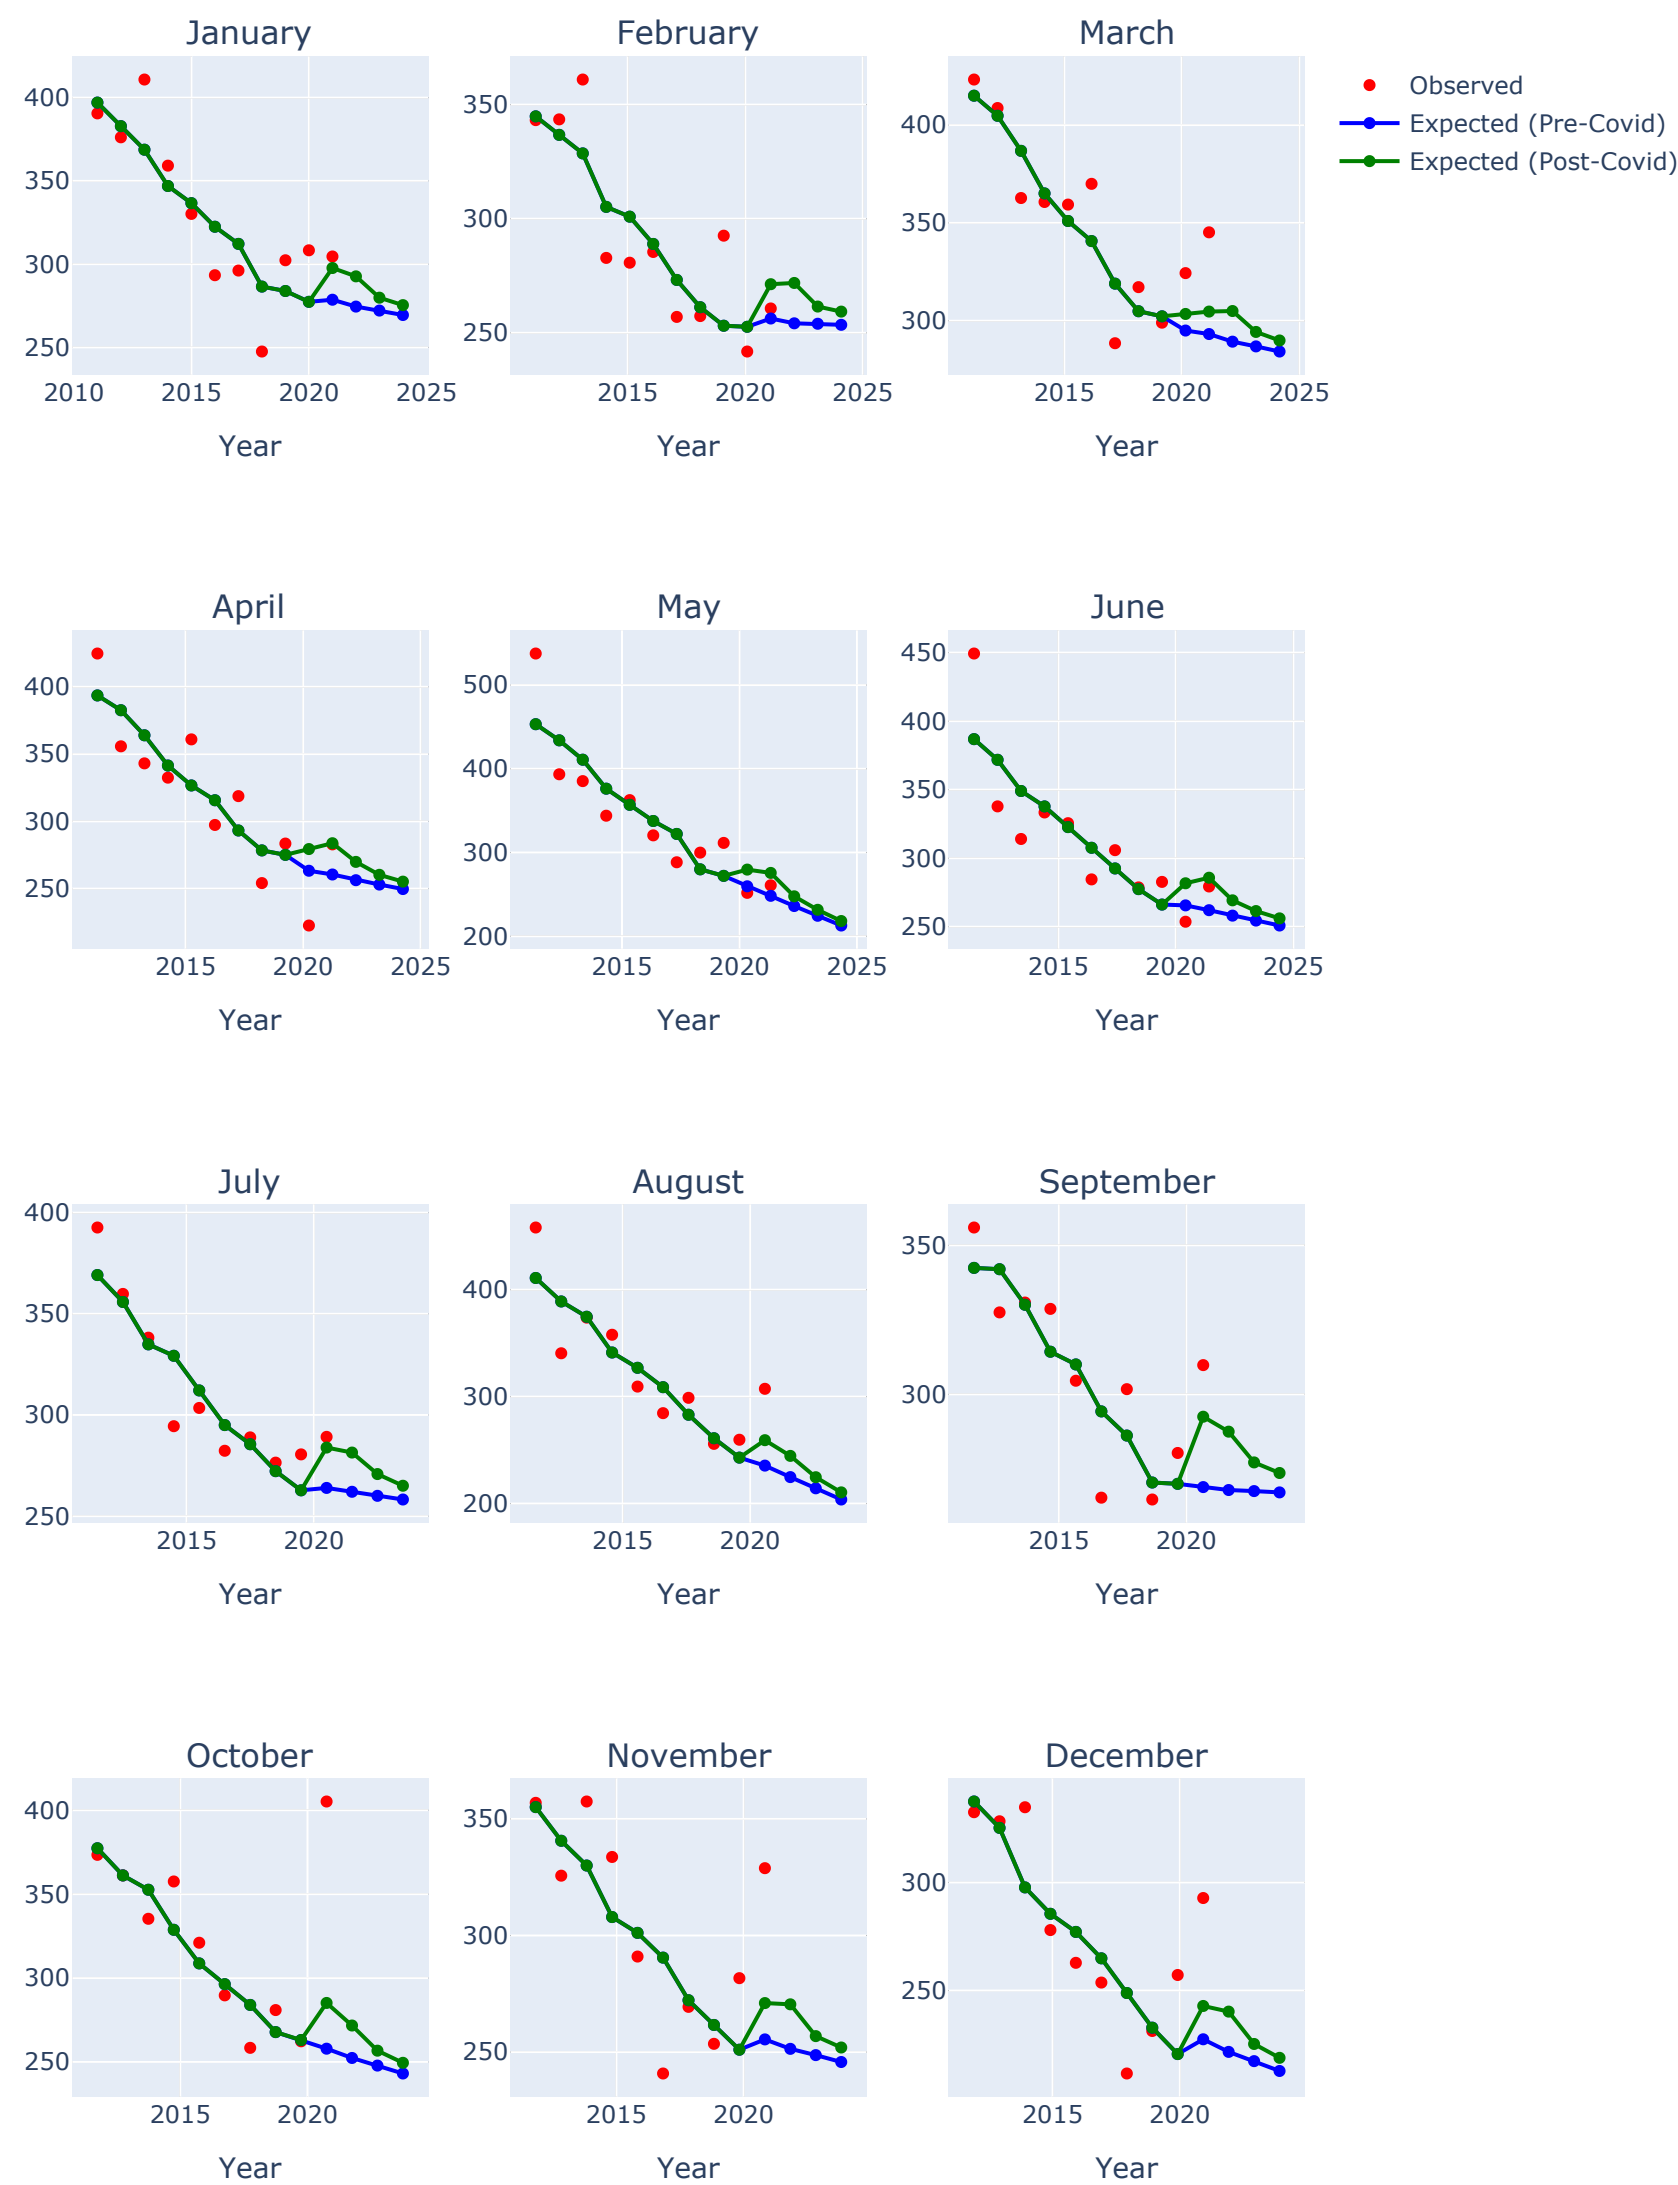 January
February
March
Observed
Expected (Pre-Covid)
Expected (Post-Covid)
400
350
300
250
2010
2015
2020
2025
Year
350
300
250
2015
2020
2025
Year
400
350
300
2015
2020
2025
Year
April
May
June
400
350
300
250
2015
2020
2025
Year
500
400
300
200
2015
2020
2025
Year
450
400
350
300
250
2015
2020
2025
Year
July
August
September
400
350
300
250
2015
2020
Year
400
300
200
2015
2020
Year
350
300
2015
2020
Year
October
November
December
400
350
300
250
2015
2020
Year
350
300
250
2015
2020
Year
300
250
2015
2020
Year